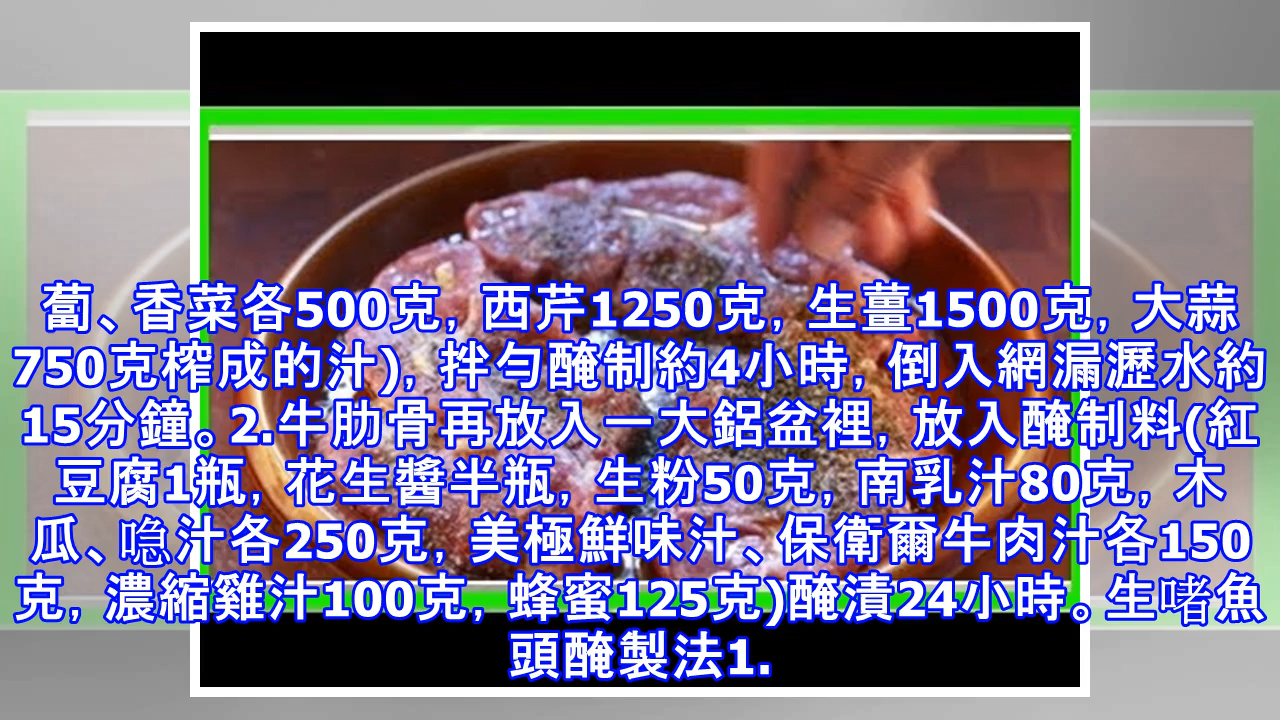 蔔、香菜各500克, 西芹1250克, 生薑1500克, 大蒜
750克榨成的汁), 拌勻醃制約4小時, 倒入網漏瀝水約
15分鐘。2.牛肋骨再放入一大鋁盆裡, 放入醃制料(紅
豆腐1瓶, 花生醬半瓶, 生粉50克, 南乳汁80克, 木
瓜、喼汁各250克, 美極鮮味汁、保衛爾牛肉汁各150
克, 濃縮雞汁100克, 蜂蜜125克)醃漬24小時。生啫魚
頭醃製法1.